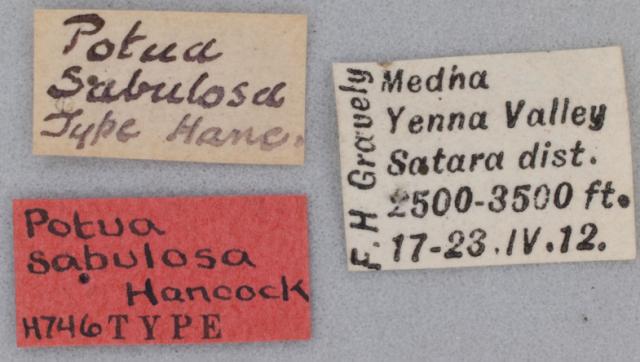 Potua
Sabulosa
Type Hanc.
Potua
sabulosa
Hancock
H746 TYPE
F. H Gravely
Medha
Yenna Valley
Satara dist.
2500-3500 ft.
17-23.IV.12.